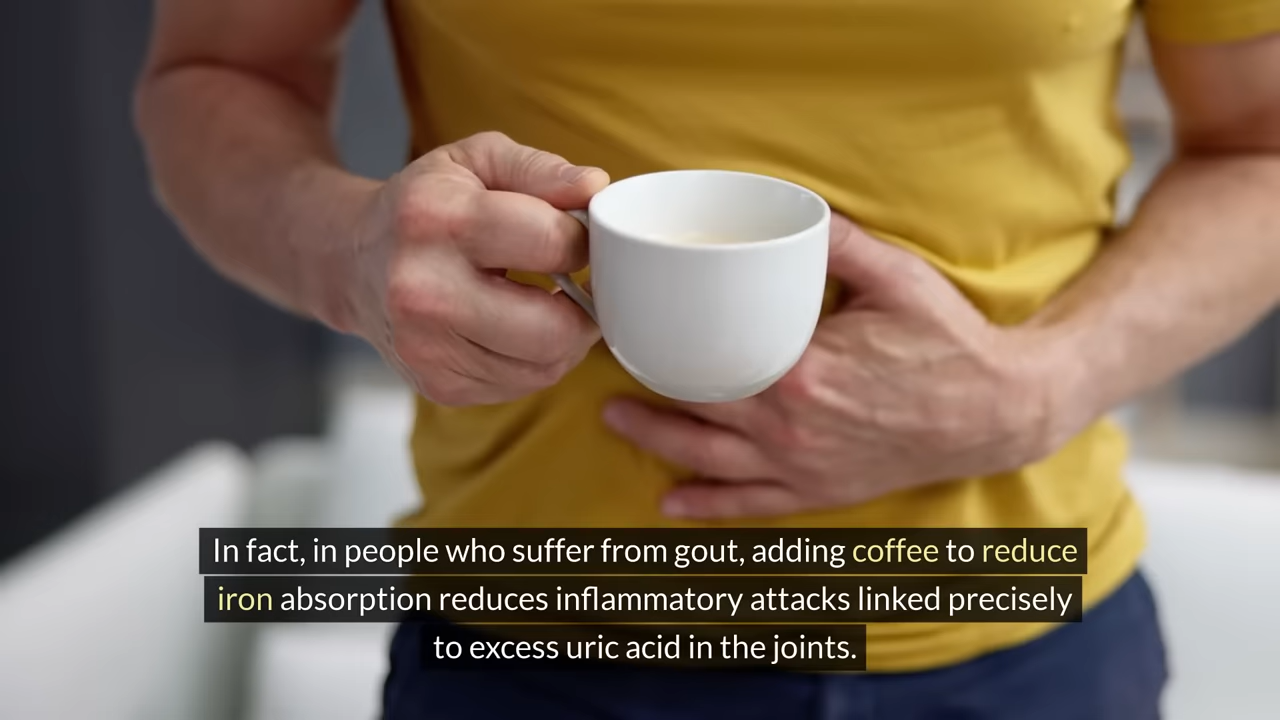 In fact, in people who suffer from gout, adding coffee to reduce
iron absorption reduces inflammatory attacks linked precisely
to excess uric acid in the joints.